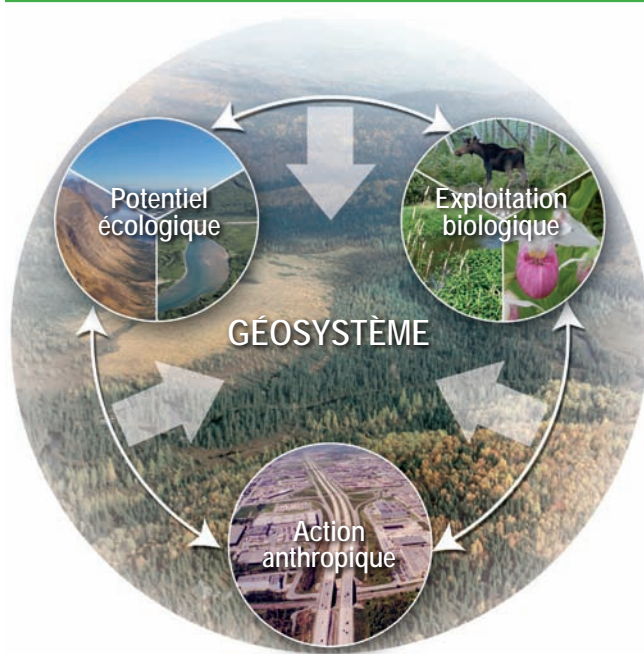 Potentiel
écologique
Exploitation
biologique
GÉOSYSTÈME
Action
anthropique